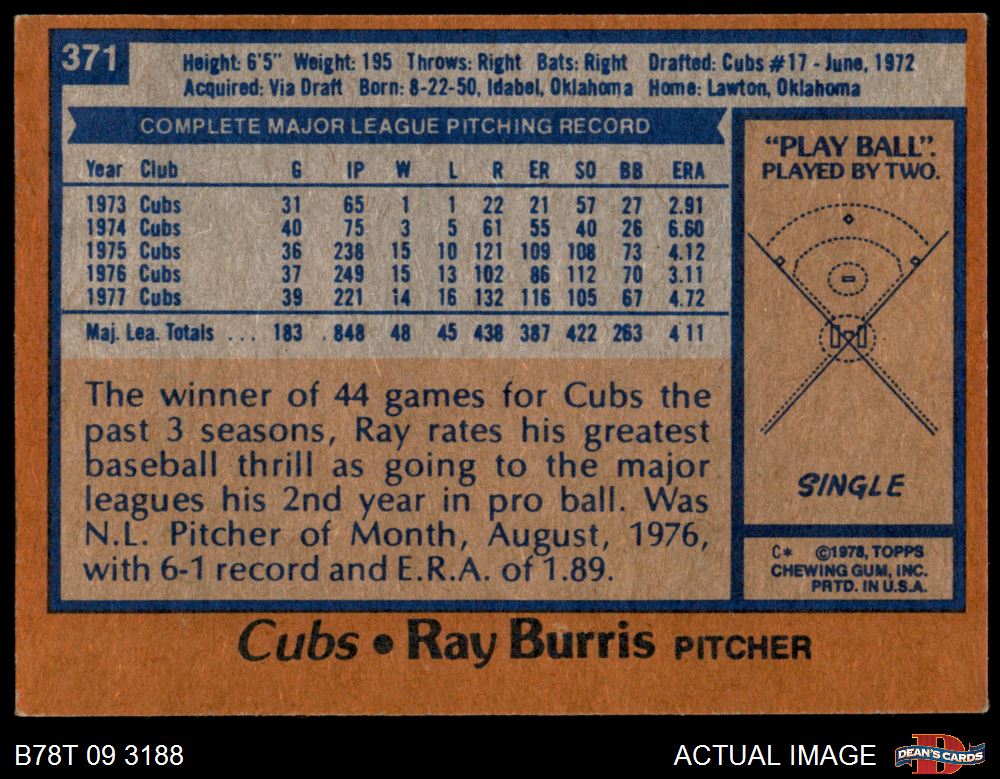 371
Height: 6'5" Weight: 195 Throws: Right Bats: Right Drafted: Cubs #17 - June, 1972
Acquired: Via Draft Born: 8-22-50, Idabel, Oklahoma Home: Lawton, Oklahoma
COMPLETE MAJOR LEAGUE PITCHING RECORD
Year Club G IP W L R ER SO BB ERA
1973 Cubs 31 65 1 1 22 21 57 27 2.91
1974 Cubs 40 75 3 5 61 55 40 26 6.60
1975 Cubs 36 238 15 10 121 109 108 73 4.12
1976 Cubs 37 249 15 13 102 86 112 70 3.11
1977 Cubs 39 221 14 16 132 116 105 67 4.72
Maj. Lea. Totals ... 183 . 848 48 45 438 387 422 263 4 11
The winner of 44 games for Cubs the
past 3 seasons, Ray rates his greatest
baseball thrill as going to the major
leagues his 2nd year in pro ball. Was
N.L. Pitcher of Month, August, 1976,
with 6-1 record and E.R.A. of 1.89.
"PLAY BALL".
PLAYED BY TWO.
SINGLE
C* ©1978, TOPPS
CHEWING GUM, INC.
PRTD. IN U.S.A.
Cubs • Ray Burris PITCHER
B78T 09 3188
ACTUAL IMAGE
DEAN'S CARDS